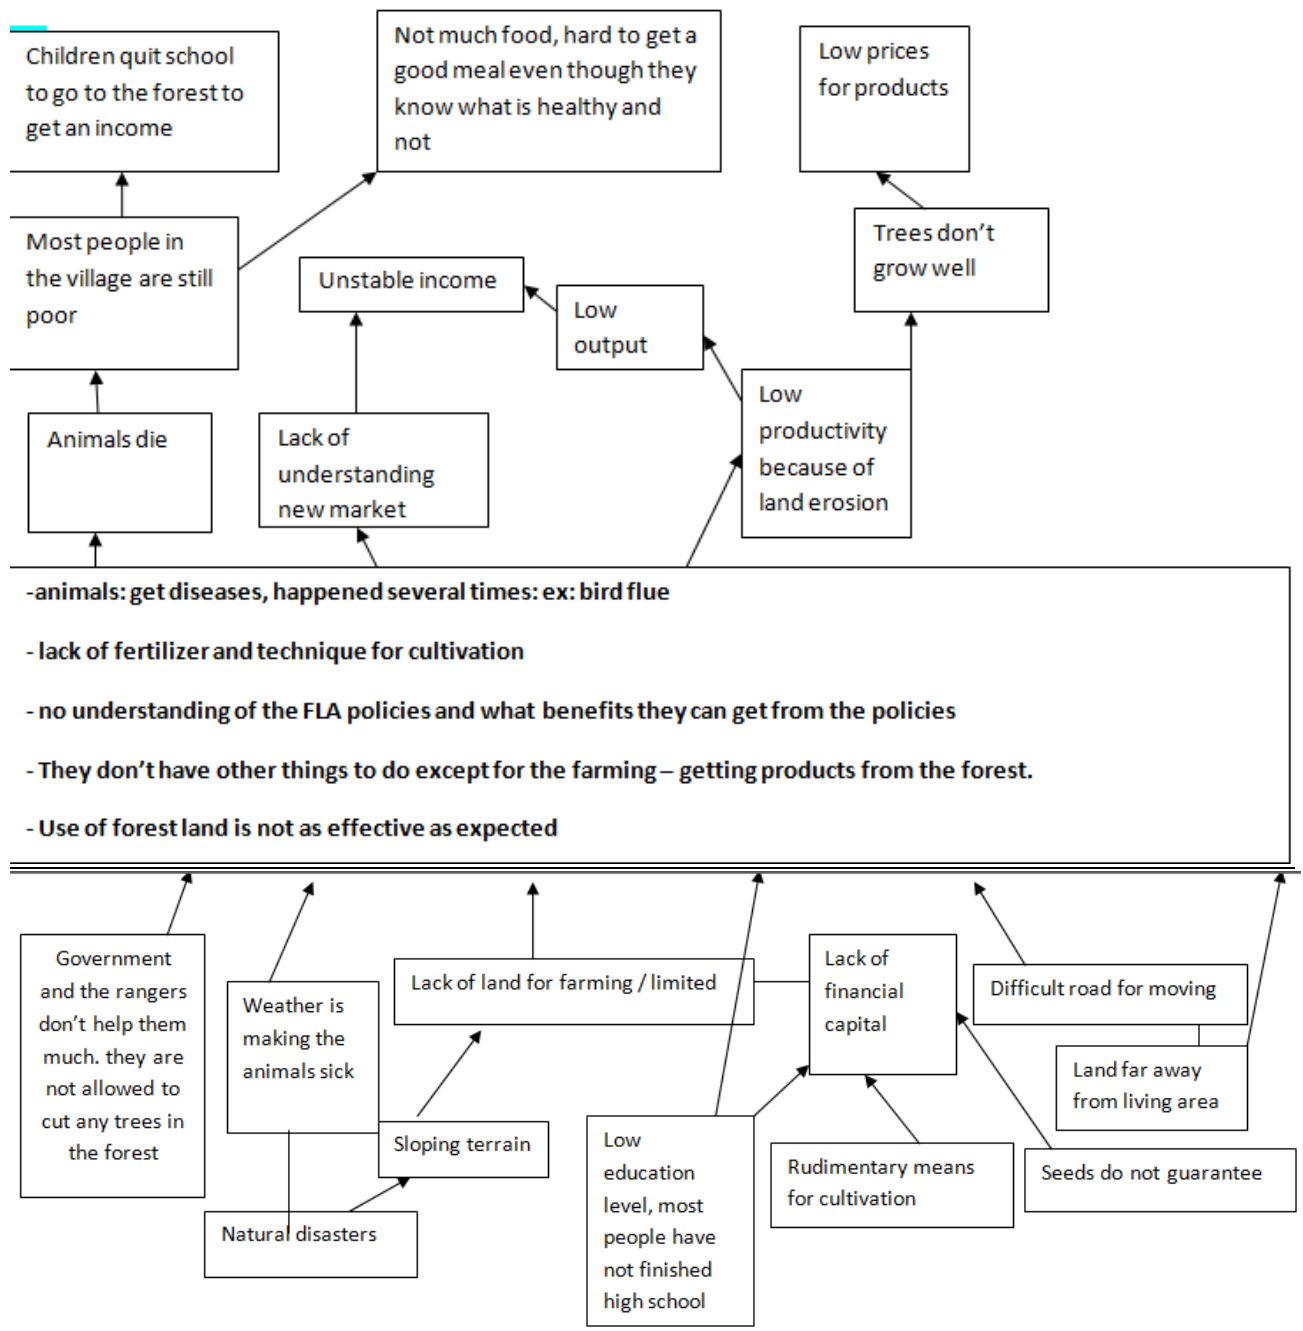 Children quit school
to go to the forest to
get an income
Not much food, hard to get a
good meal even though they
know what is healthy and
not
Low prices
for products
Most people in
the village are still
poor
Unstable income
Low
output
Trees don't
grow well
Animals die
Lack of
understanding
new market
Low
productivity
because of
land erosion
-animals: get diseases, happened several times: ex: bird flue
- lack of fertilizer and technique for cultivation
- no understanding of the FLA policies and what benefits they can get from the policies
- They don't have other things to do except for the farming – getting products from the forest.
- Use of forest land is not as effective as expected
Government
and the rangers
don't help them
much. they are
not allowed to
cut any trees in
the forest
Weather is
making the
animals sick
Lack of land for farming / limited
Lack of
financial
capital
Difficult road for moving
Land far away
from living area
Sloping terrain
Natural disasters
Low
education
level, most
people have
not finished
high school
Rudimentary means
for cultivation
Seeds do not guarantee